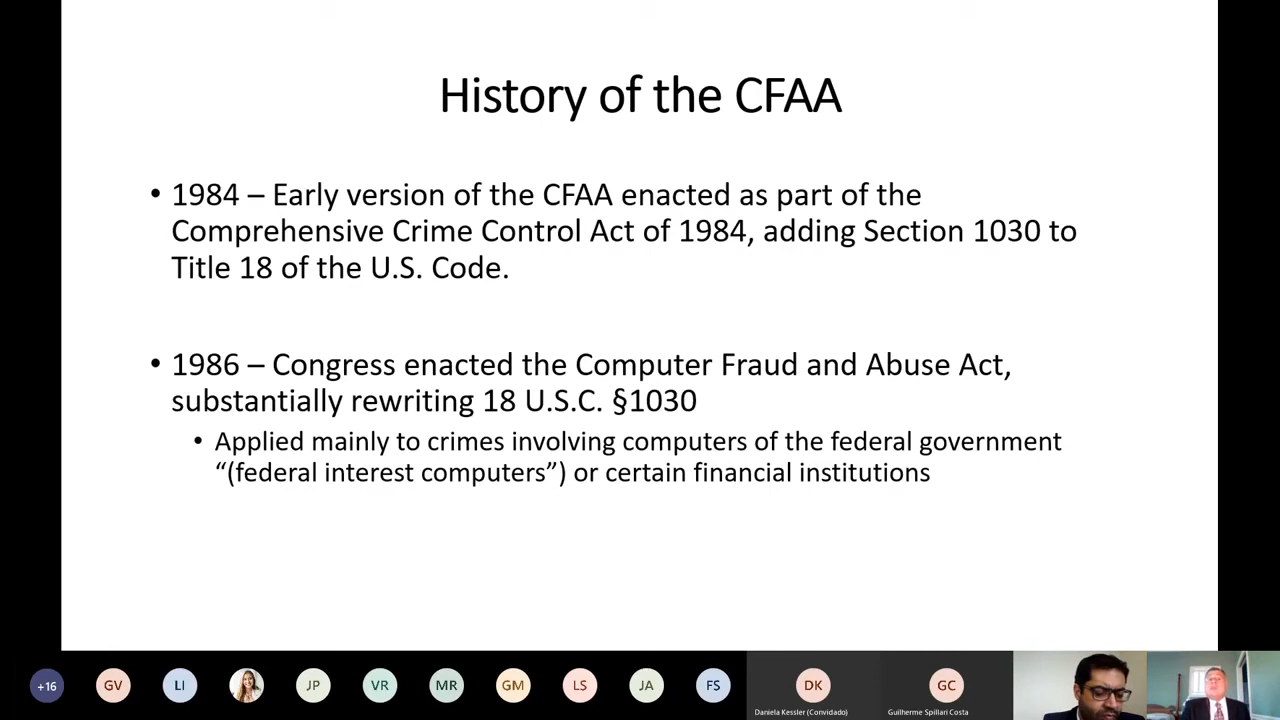 History of the CFAA
• 1984 – Early version of the CFAA enacted as part of the
Comprehensive Crime Control Act of 1984, adding Section 1030 to
Title 18 of the U.S. Code.
• 1986 – Congress enacted the Computer Fraud and Abuse Act,
substantially rewriting 18 U.S.C. §1030
• Applied mainly to crimes involving computers of the federal government
“(federal interest computers”) or certain financial institutions
+16 GV LI JP VR MR GM LS JA FS DK GC
Daniela Kessler (Convidado) Guilherme Spillari Costa